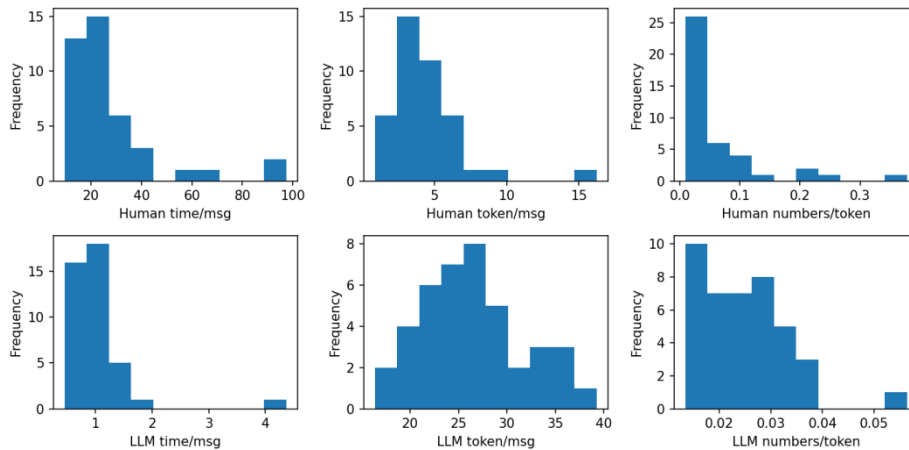 15
10
5
0
Frequency
20 40 60 80 100
Human time/msg
15
10
5
0
Frequency
5 10 15
Human token/msg
25
20
15
10
5
0
Frequency
0.0 0.1 0.2 0.3
Human numbers/token
15
10
5
0
Frequency
1 2 3 4
LLM time/msg
8
6
4
2
0
Frequency
20 25 30 35 40
LLM token/msg
10
8
6
4
2
0
Frequency
0.02 0.03 0.04 0.05
LLM numbers/token